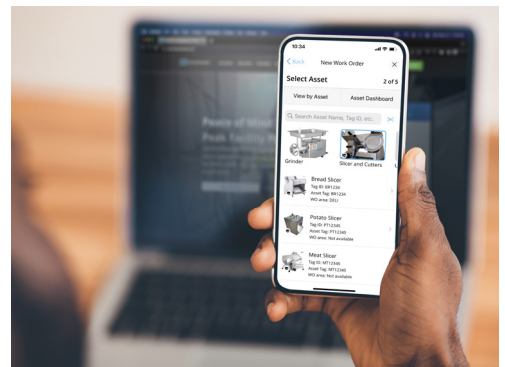 10:34
Back
New Work Order
Select Asset
2 of 5
View by Asset
Asset Dashboard
Search Asset Name, Tag ID, etc.
Grinder
Slicer and Cutters
Bread Slicer
Tag ID: BR1234
Asset Tag: BR1234
WO area: DELI
Potato Slicer
Tag ID: PT12345
Asset Tag: PT12345
WO area: Not available
Meat Slicer
Tag ID: MT12345
Asset Tag: MT12345
WO area: Not available
Peace of Mind
Peak Facility